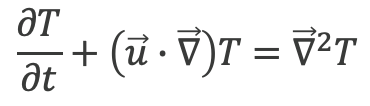 ∂T/∂t + (u⃗ · ∇⃗)T = ∇⃗²T